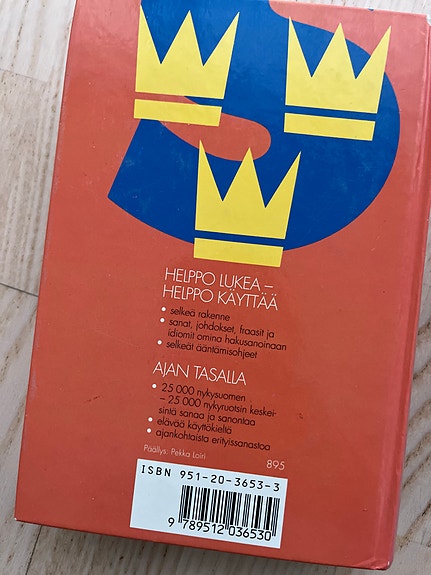 HELPPO LUKEA –
HELPPO KÄYTTÄÄ
• selkeä rakenne
• sanat, johdokset, fraasit ja
idiomit omina hakusanoinaan
• selkeät ääntämisohjeet
AJAN TASALLA
• 25 000 nykysuomen
– 25 000 nykyruotsin keskei-
sintä sanaa ja sanontaa
• elävää käyttökieltä
• ajankohtaista erityissanastoa
Päällys: Pekka Loiri
895
ISBN 951-20-3653-3
9 789512 036530